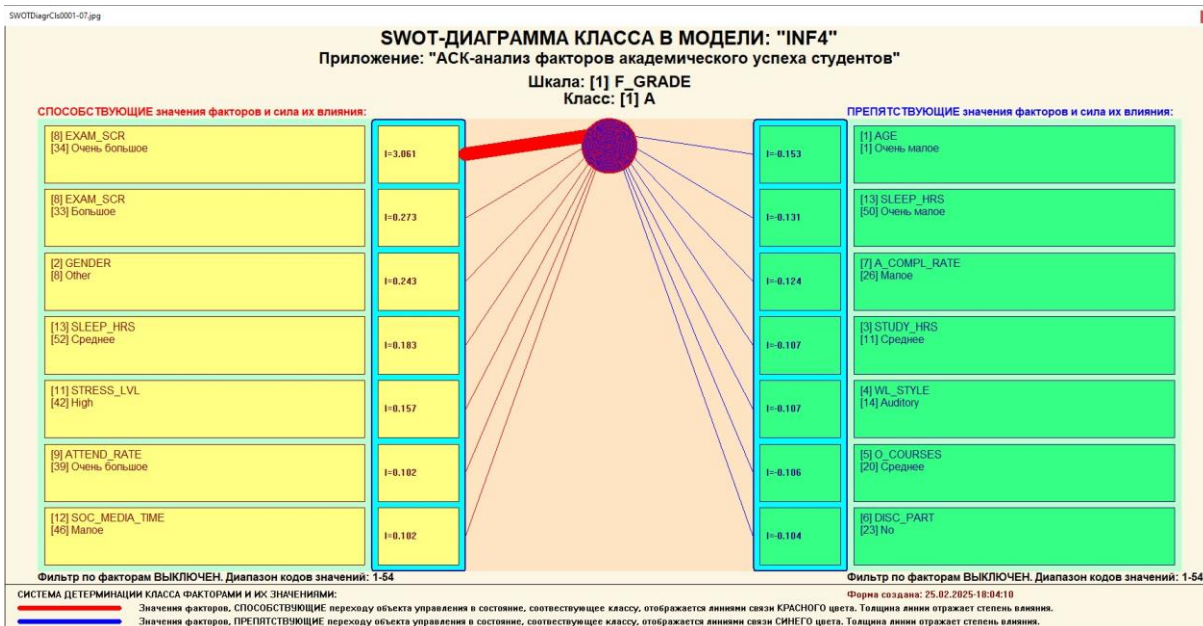 SWOTDiagrCls0001-07.jpg
SWOT-ДИАГРАММА КЛАССА В МОДЕЛИ: "INF4"
Приложение: "АСК-анализ факторов академического успеха студентов"
Шкала: [1] F_GRADE
Класс: [1] A
СПОСОБСТВУЮЩИЕ значения факторов и сила их влияния:
[8] EXAM_SCR
[34] Очень большое
I=3.061
[8] EXAM_SCR
[33] Большое
I=0.273
[2] GENDER
[8] Other
I=0.243
[13] SLEEP_HRS
[52] Среднее
I=0.183
[11] STRESS_LVL
[42] High
I=0.157
[9] ATTEND_RATE
[39] Очень большое
I=0.102
[12] SOC_MEDIA_TIME
[46] Малое
I=0.102
Фильтр по факторам ВЫКЛЮЧЕН. Диапазон кодов значений: 1-54
ПРЕПЯТСТВУЮЩИЕ значения факторов и сила их влияния:
I=-0.153
[1] AGE
[1] Очень малое
I=-0.131
[13] SLEEP_HRS
[50] Очень малое
I=-0.124
[7] A_COMPL_RATE
[26] Малое
I=-0.107
[3] STUDY_HRS
[11] Среднее
I=-0.107
[4] WL_STYLE
[14] Auditory
I=-0.106
[5] O_COURSES
[20] Среднее
I=-0.104
[6] DISC_PART
[23] No
Фильтр по факторам ВЫКЛЮЧЕН. Диапазон кодов значений: 1-54
СИСТЕМА ДЕТЕРМИНАЦИИ КЛАССА ФАКТОРАМИ И ИХ ЗНАЧЕНИЯМИ:
Форма создана: 25.02.2025-18:04:10
Значения факторов, СПОСОБСТВУЮЩИЕ переходу объекта управления в состояние, соотвествующее классу, отображается линиями связи КРАСНОГО цвета. Толщина линии отражает степень влияния.
Значения факторов, ПРЕПЯТСТВУЮЩИЕ переходу объекта управления в состояние, соотвествующее классу, отображается линиями связи СИНЕГО цвета. Толщина линии отражает степень влияния.